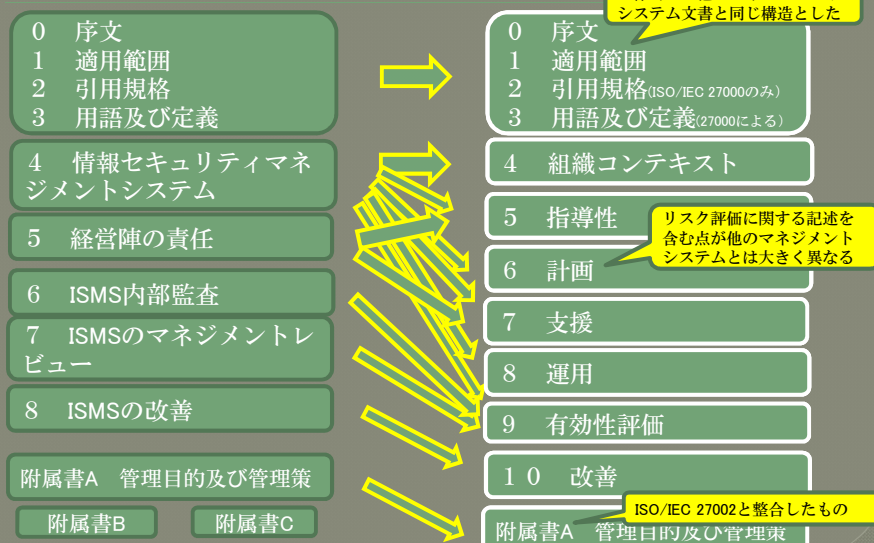 0 序文
1 適用範囲
2 引用規格
3 用語及び定義
4 情報セキュリティマネ
ジメントシステム
5 経営陣の責任
6 ISMS内部監査
7 ISMSのマネジメントレ
ビュー
8 ISMSの改善
附属書A 管理目的及び管理策
附属書B
附属書C
システム文書と同じ構造とした
0 序文
1 適用範囲
2 引用規格(ISO/IEC 27000のみ)
3 用語及び定義(27000による)
4 組織コンテキスト
5 指導性
リスク評価に関する記述を
含む点が他のマネジメント
システムとは大きく異なる
6 計画
7 支援
8 運用
9 有効性評価
10 改善
ISO/IEC 27002と整合したもの
附属書A 管理目的及び管理策